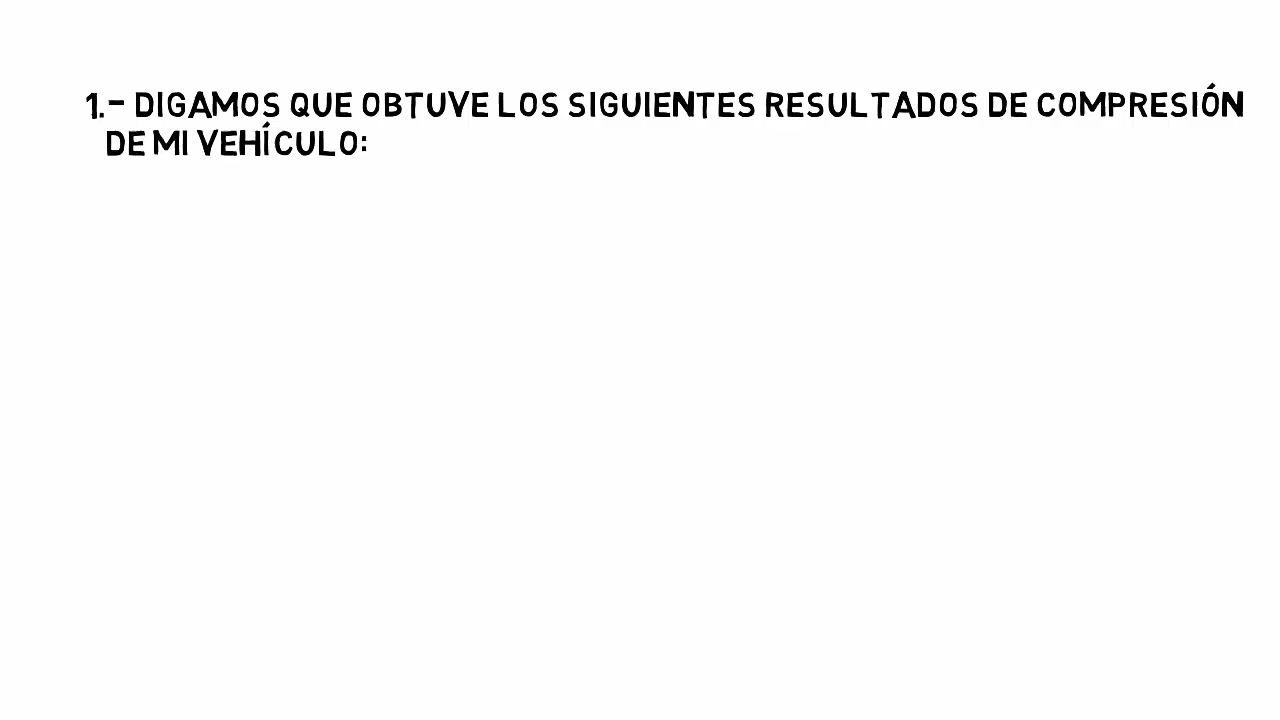 1.- DIGAMOS QUE OBTUVE LOS SIGUIENTES RESULTADOS DE COMPRESIÓN
DE MI VEHÍCULO: